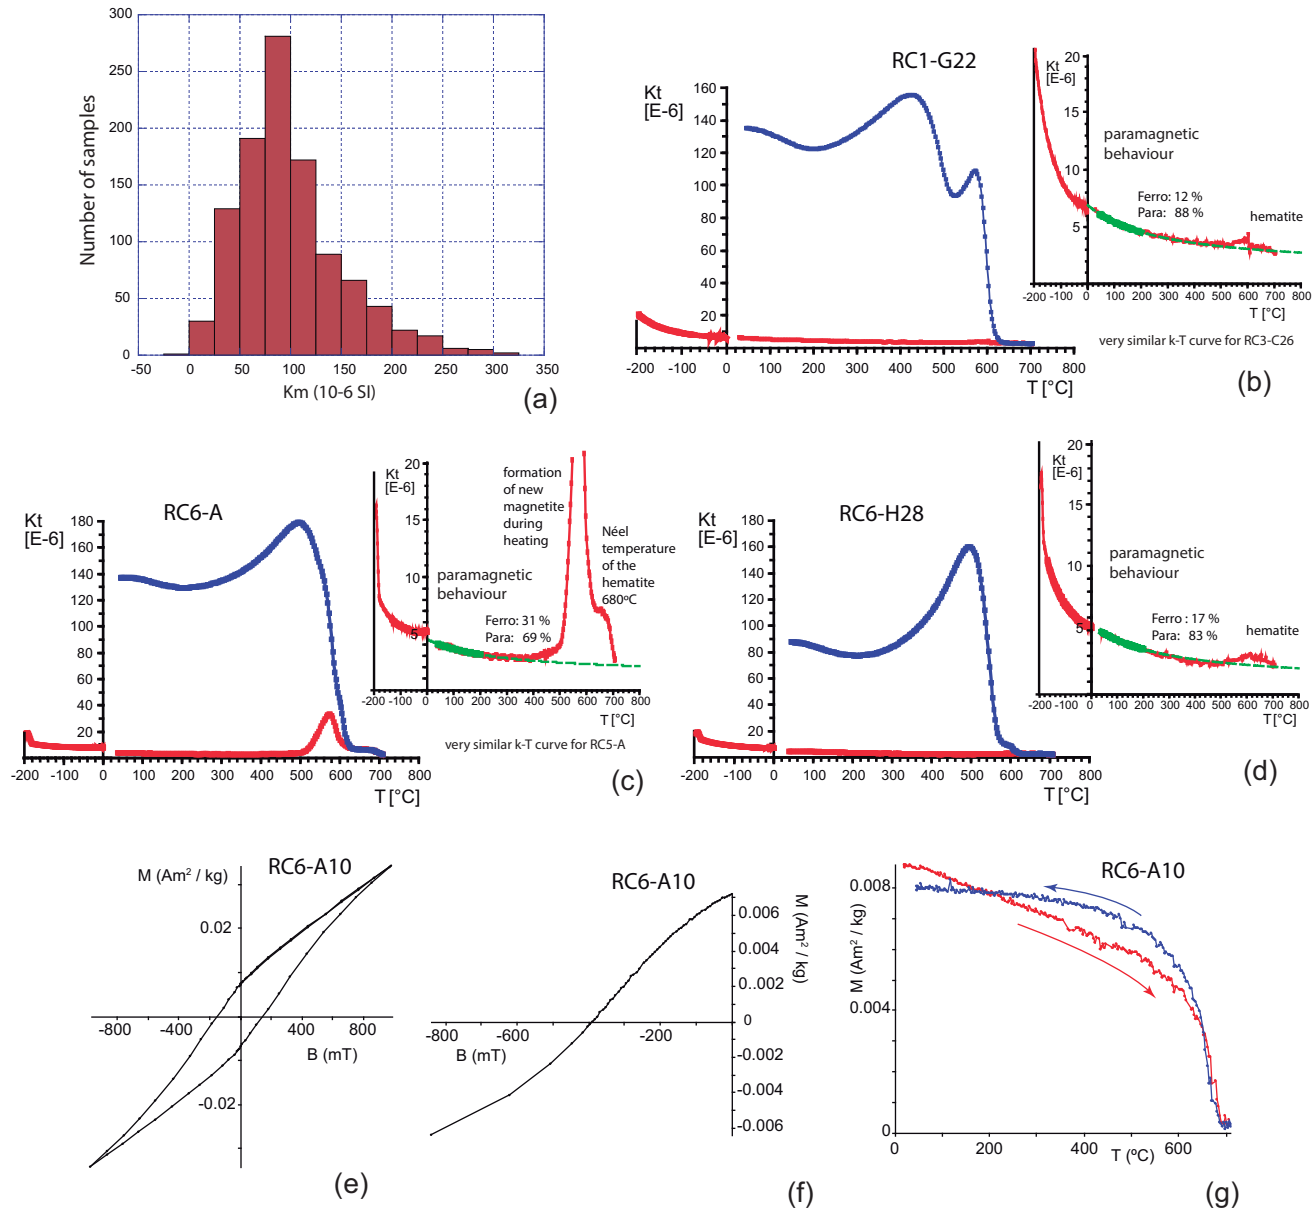 300
250
200
150
100
50
0
Number of samples
-50 0 50 100 150 200 250 300 350
Km (10-6 SI)
(a)
RC1-G22
Kt
[E-6]
160
140
120
100
80
60
40
20
-200 -100 0 100 200 300 400 500 600 700 800
T [°C]
20
Kt
[E-6]
15
10
5
paramagnetic
behaviour
Ferro: 12 %
Para: 88 %
hematite
-200 -100 0 100 200 300 400 500 600 700 800
T [°C]
very similar k-T curve for RC3-C26
(b)
RC6-A
Kt
[E-6]
180
160
140
120
100
80
60
40
20
-200 -100 0 100 200 300 400 500 600 700 800
T [°C]
20
Kt
[E-6]
15
10
5
formation
of new
magnetite
during
heating
Néel
temperature
of the
hematite
680ºC
paramagnetic
behaviour
Ferro: 31 %
Para: 69 %
-200 -100 0 100 200 300 400 500 600 700 800
T [°C]
very similar k-T curve for RC5-A
(c)
RC6-H28
Kt
[E-6]
180
160
140
120
100
80
60
40
20
-200 -100 0 100 200 300 400 500 600 700 800
T [°C]
20
Kt
[E-6]
15
10
5
paramagnetic
behaviour
Ferro : 17 %
Para: 83 %
hematite
-200 -100 0 100 200 300 400 500 600 700 800
T [°C]
(d)
RC6-A10
M (Am2 / kg)
0.02
-800 -400 0 400 800
B (mT)
-0.02
(e)
RC6-A10
M (Am2 / kg)
0.006
0.004
0.002
0
-0.002
-0.004
-0.006
-800 -600 -200
B (mT)
(f)
RC6-A10
M (Am2 / kg)
0.008
0.004
0
0 200 400 600
T (ºC)
(g)